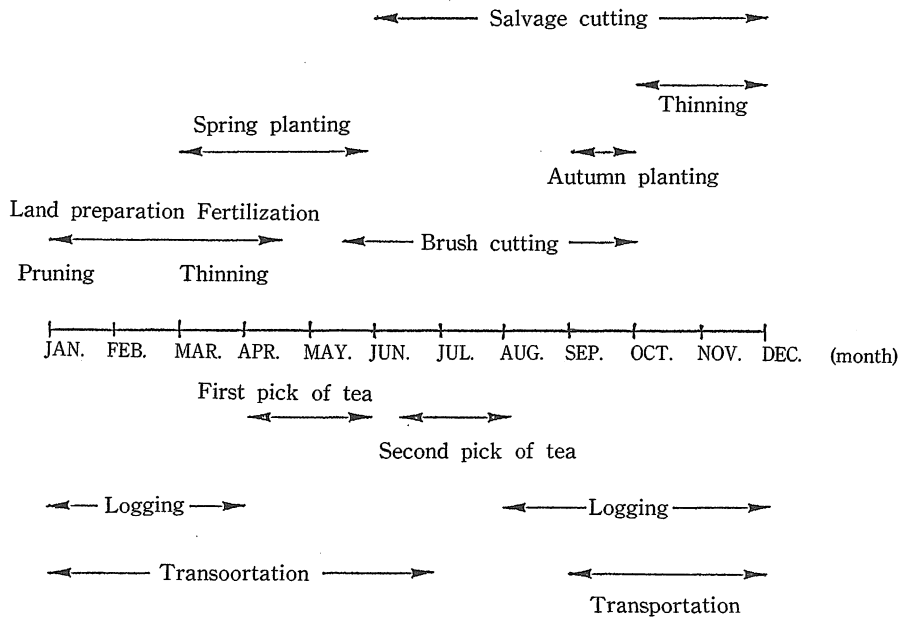 Salvage cutting
Thinning
Spring planting
Autumn planting
Land preparation Fertilization
Brush cutting
Pruning Thinning
JAN. FEB. MAR. APR. MAY. JUN. JUL. AUG. SEP. OCT. NOV. DEC. (month)
First pick of tea
Second pick of tea
Logging Logging
Transoortation
Transportation